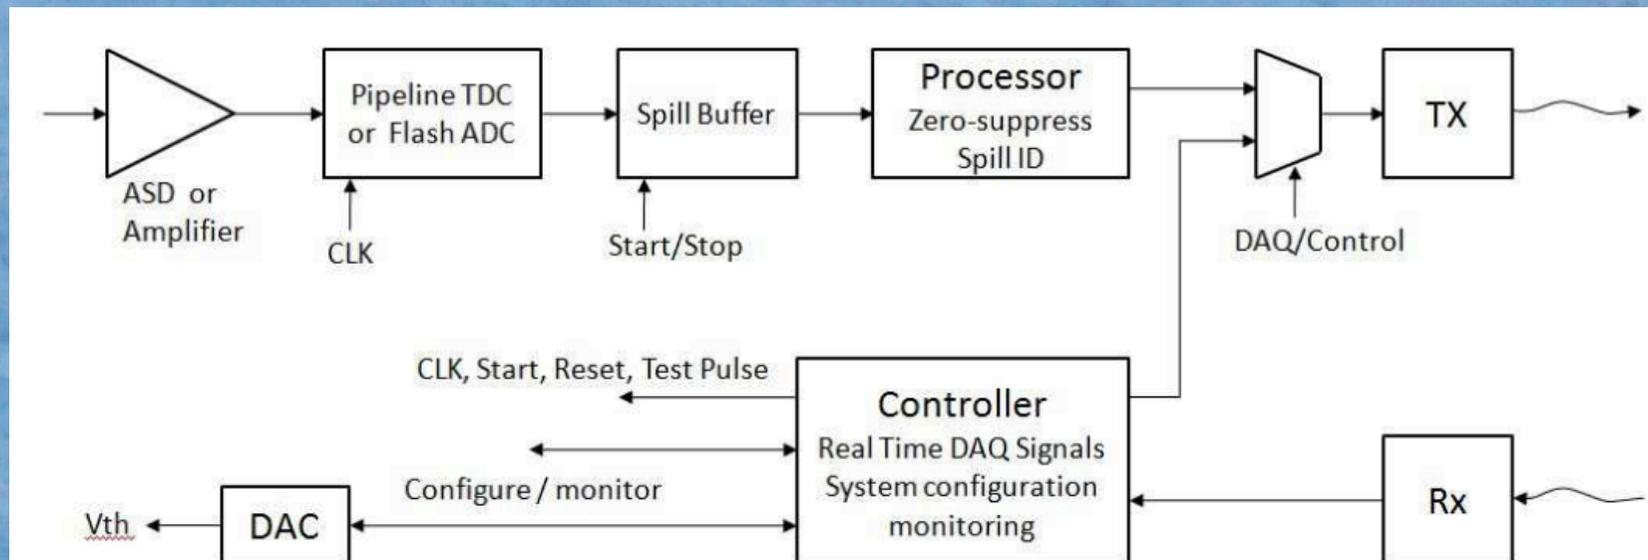 Pipeline TDC
or Flash ADC
Spill Buffer
Processor
Zero-suppress
Spill ID
TX
ASD or
Amplifier
CLK
Start/Stop
DAQ/Control
CLK, Start, Reset, Test Pulse
Controller
Real Time DAQ Signals
System configuration
monitoring
Configure / monitor
Vth
DAC
Rx